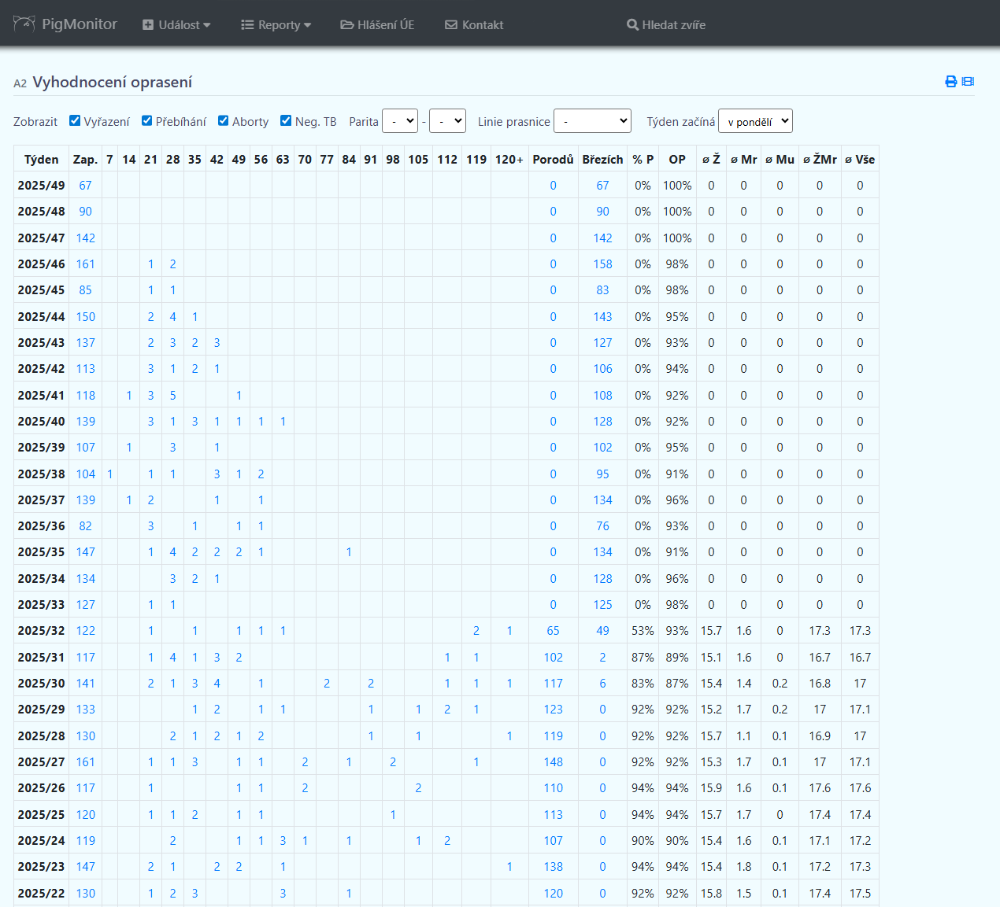 PigMonitor Událost Reporty Hlášení ÚE Kontakt Hledat zvíře
A2 Vyhodnocení oprasení
Zobrazit Vyřazení Přebíhání Aborty Neg. TB Parita - - - Linie prasnice - Týden začíná v pondělí
Týden Zap. 7 14 21 28 35 42 49 56 63 70 77 84 91 98 105 112 119 120+ Porodů Březích % P OP ⌀ Ž ⌀ Mr ⌀ Mu ⌀ ŽMr ⌀ Vše
2025/49 67 0 67 0% 100% 0 0 0 0 0
2025/48 90 0 90 0% 100% 0 0 0 0 0
2025/47 142 0 142 0% 100% 0 0 0 0 0
2025/46 161 1 2 0 158 0% 98% 0 0 0 0 0
2025/45 85 1 1 0 83 0% 98% 0 0 0 0 0
2025/44 150 2 4 1 0 143 0% 95% 0 0 0 0 0
2025/43 137 2 3 2 3 0 127 0% 93% 0 0 0 0 0
2025/42 113 3 1 2 1 0 106 0% 94% 0 0 0 0 0
2025/41 118 1 3 5 1 0 108 0% 92% 0 0 0 0 0
2025/40 139 3 1 3 1 1 1 1 0 128 0% 92% 0 0 0 0 0
2025/39 107 1 3 1 0 102 0% 95% 0 0 0 0 0
2025/38 104 1 1 1 3 1 2 0 95 0% 91% 0 0 0 0 0
2025/37 139 1 2 1 1 0 134 0% 96% 0 0 0 0 0
2025/36 82 3 1 1 1 0 76 0% 93% 0 0 0 0 0
2025/35 147 1 4 2 2 2 1 1 0 134 0% 91% 0 0 0 0 0
2025/34 134 3 2 1 0 128 0% 96% 0 0 0 0 0
2025/33 127 1 1 0 125 0% 98% 0 0 0 0 0
2025/32 122 1 1 1 1 1 2 1 65 49 53% 93% 15.7 1.6 0 17.3 17.3
2025/31 117 1 4 1 3 2 1 1 102 2 87% 89% 15.1 1.6 0 16.7 16.7
2025/30 141 2 1 3 4 1 2 2 1 1 1 117 6 83% 87% 15.4 1.4 0.2 16.8 17
2025/29 133 1 2 1 1 1 1 2 1 123 0 92% 92% 15.2 1.7 0.2 17 17.1
2025/28 130 2 1 2 1 2 1 1 1 119 0 92% 92% 15.7 1.1 0.1 16.9 17
2025/27 161 1 1 3 1 1 2 1 2 1 148 0 92% 92% 15.3 1.7 0.1 17 17.1
2025/26 117 1 1 1 2 2 110 0 94% 94% 15.9 1.6 0.1 17.6 17.6
2025/25 120 1 1 2 1 1 1 113 0 94% 94% 15.7 1.7 0 17.4 17.4
2025/24 119 2 1 1 3 1 1 1 2 107 0 90% 90% 15.4 1.6 0.1 17.1 17.2
2025/23 147 2 1 2 2 1 1 138 0 94% 94% 15.4 1.8 0.1 17.2 17.3
2025/22 130 1 2 3 3 1 120 0 92% 92% 15.8 1.5 0.1 17.4 17.5